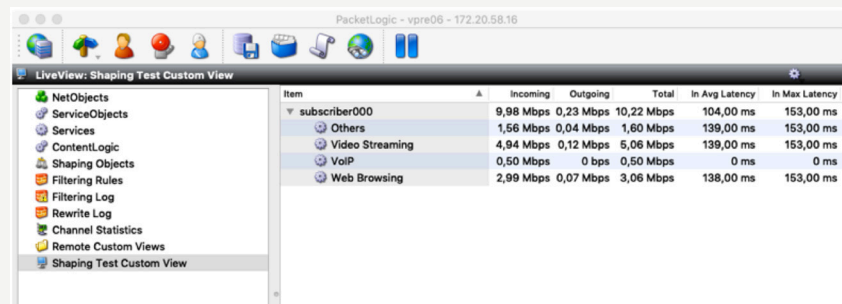 PacketLogic - vpre06 - 172.20.58.16
LiveView: Shaping Test Custom View
NetObjects
ServiceObjects
Services
ContentLogic
Shaping Objects
Filtering Rules
Filtering Log
Rewrite Log
Channel Statistics
Remote Custom Views
Shaping Test Custom View
Item Incoming Outgoing Total In Avg Latency In Max Latency
subscriber000 9,98 Mbps 0,23 Mbps 10,22 Mbps 104,00 ms 153,00 ms
Others 1,56 Mbps 0,04 Mbps 1,60 Mbps 139,00 ms 153,00 ms
Video Streaming 4,94 Mbps 0,12 Mbps 5,06 Mbps 139,00 ms 153,00 ms
VoIP 0,50 Mbps 0 bps 0,50 Mbps 0 ms 0 ms
Web Browsing 2,99 Mbps 0,07 Mbps 3,06 Mbps 138,00 ms 153,00 ms